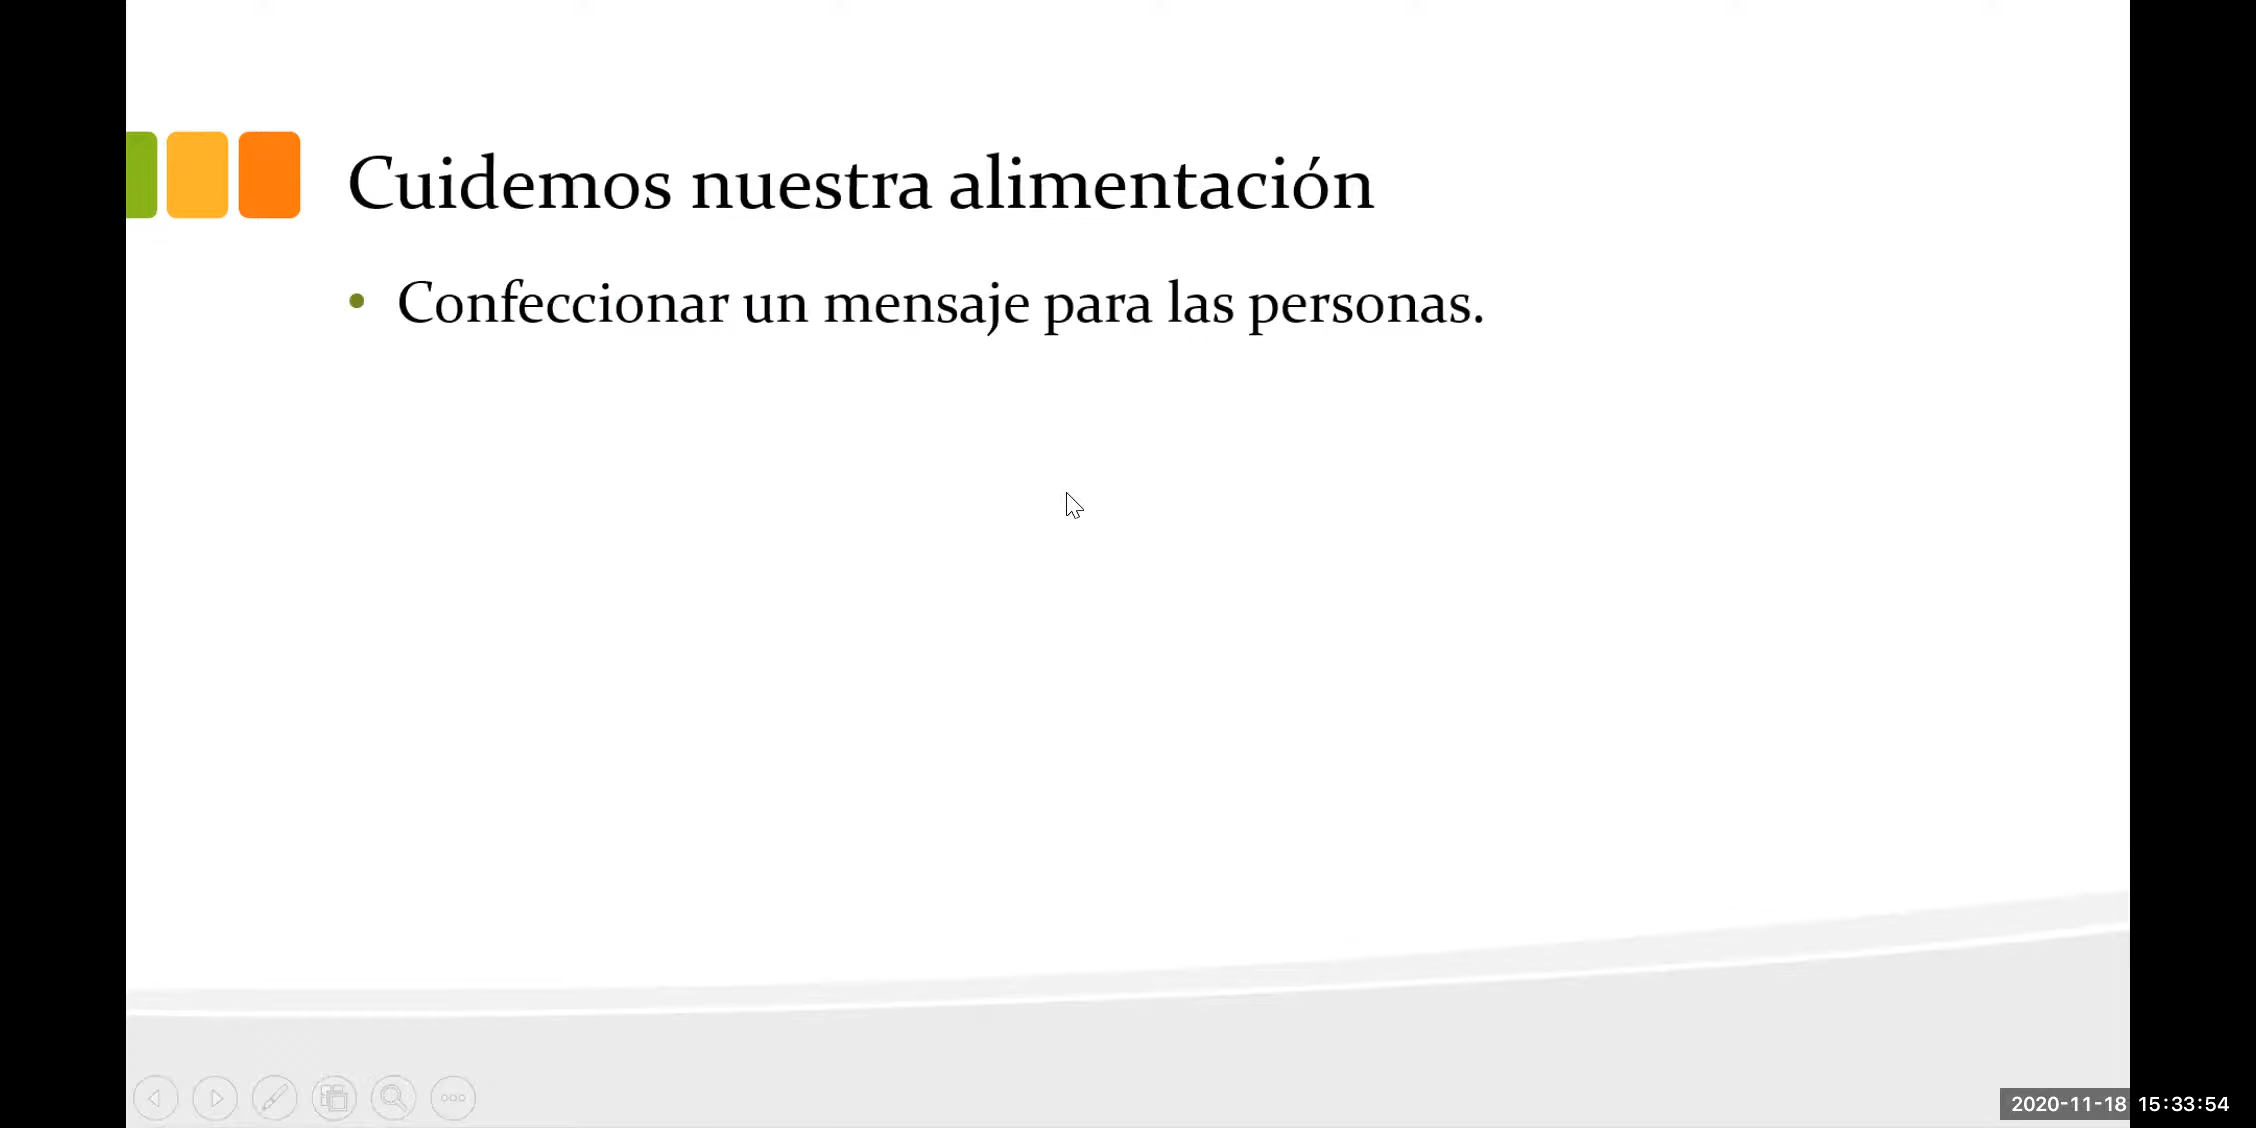 Cuidemos nuestra alimentación
• Confeccionar un mensaje para las personas.
2020-11-18 15:33:54